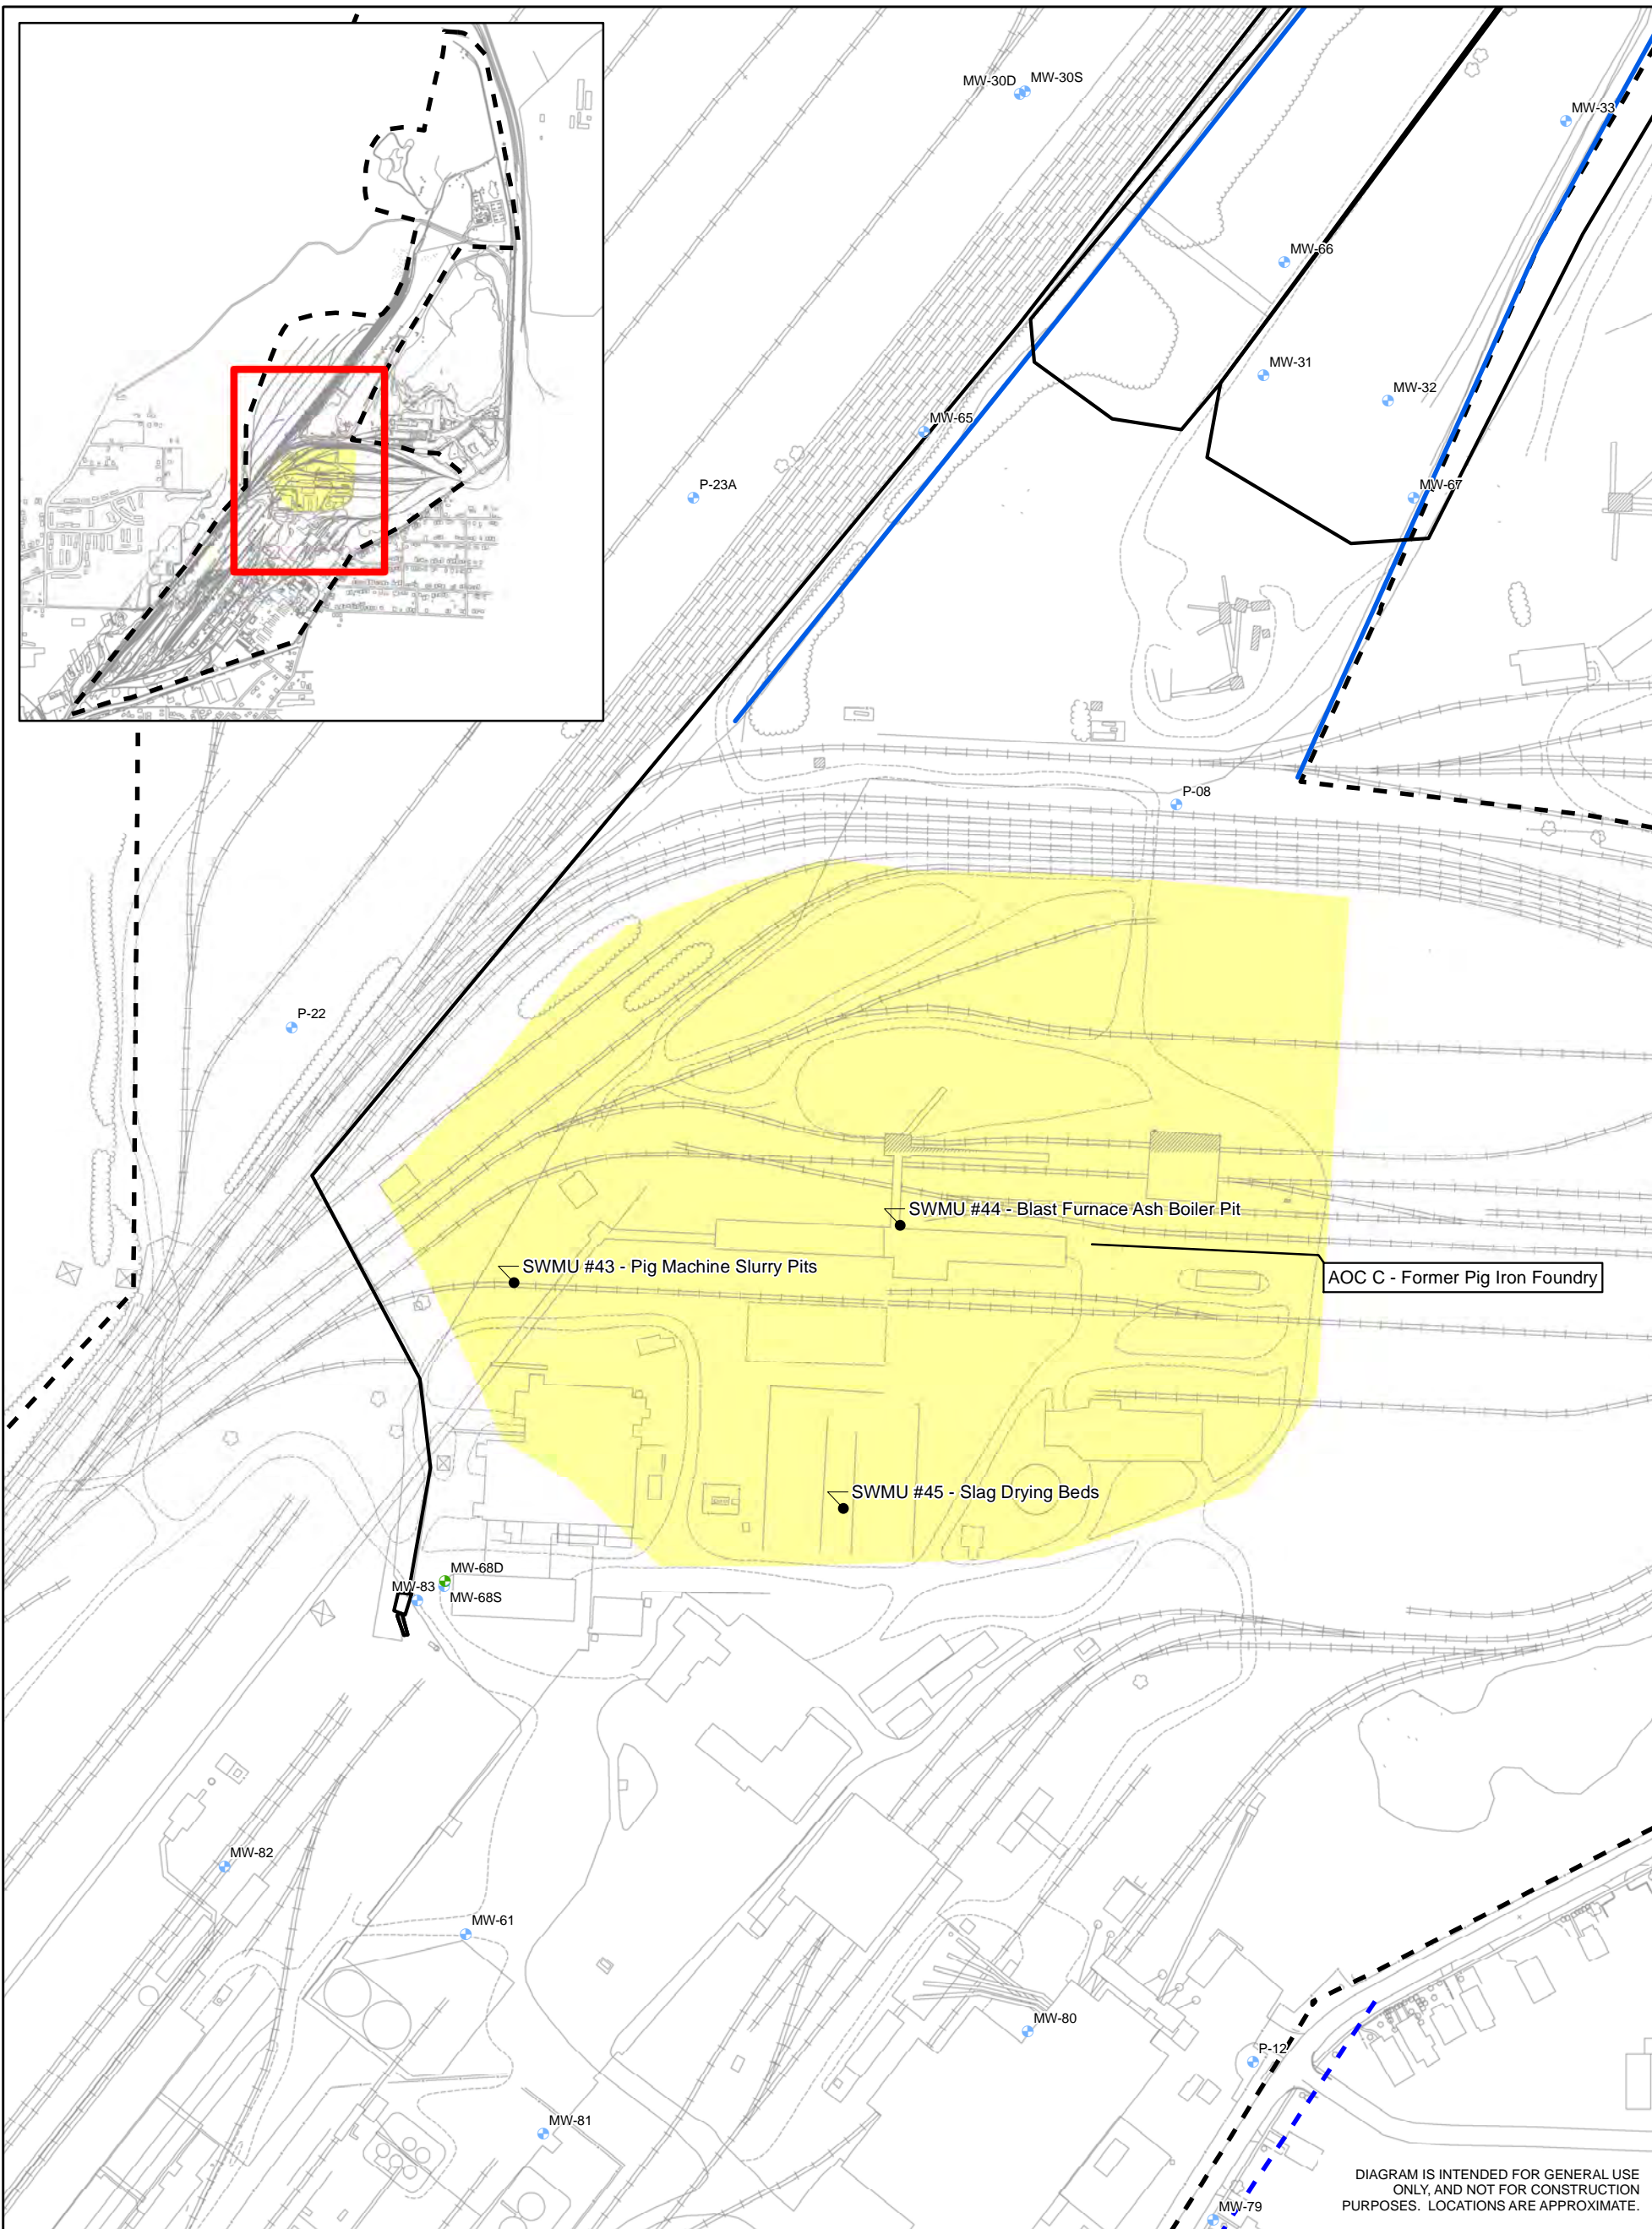 MW-30D
MW-30S
MW-33
MW-66
MW-31
MW-32
MW-65
P-23A
MW-67
P-08
P-22
SWMU #44 - Blast Furnace Ash Boiler Pit
SWMU #43 - Pig Machine Slurry Pits
AOC C - Former Pig Iron Foundry
SWMU #45 - Slag Drying Beds
MW-68D
MW-83
MW-68S
MW-82
MW-61
MW-80
P-12
MW-81
DIAGRAM IS INTENDED FOR GENERAL USE
ONLY, AND NOT FOR CONSTRUCTION
PURPOSES. LOCATIONS ARE APPROXIMATE.
MW-79